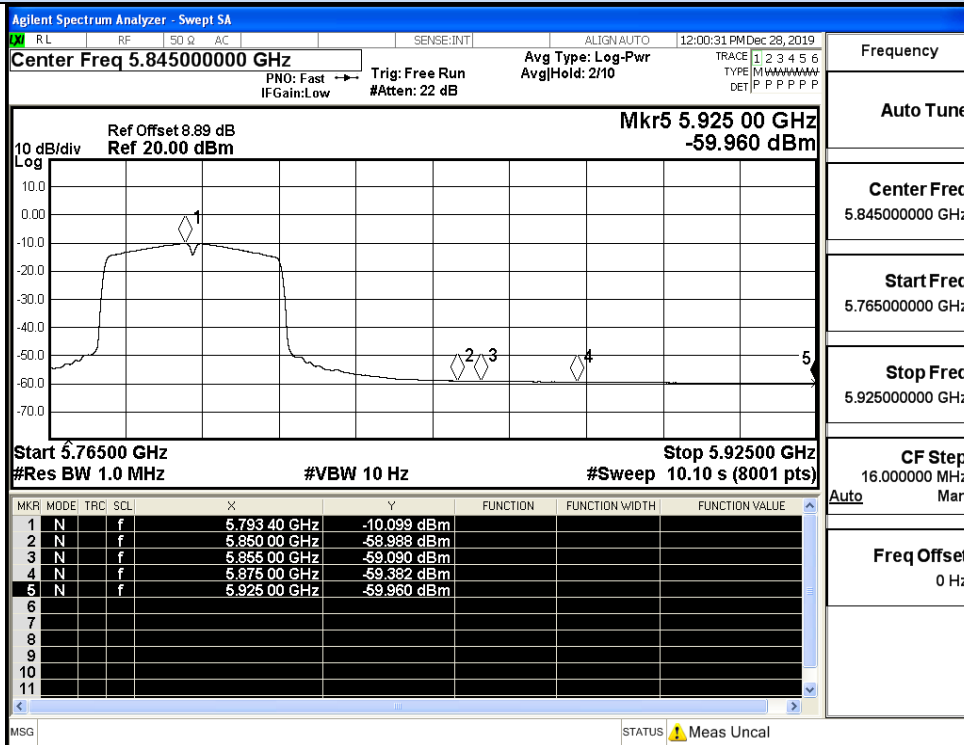 Agilent Spectrum Analyzer - Swept SA
LXI RL RF 50 Ω AC SENSE:INT ALIGN AUTO 12:00:31 PM Dec 28, 2019
Center Freq 5.845000000 GHz
PNO: Fast
IFGain:Low
Trig: Free Run
#Atten: 22 dB
Avg Type: Log-Pwr
Avg|Hold: 2/10
TRACE 1 2 3 4 5 6
TYPE M W W W W W
DET P P P P P P
Mkr5 5.925 00 GHz
-59.960 dBm
Ref Offset 8.89 dB
10 dB/div Ref 20.00 dBm
Log
10.0
0.00
-10.0
-20.0
-30.0
-40.0
-50.0
-60.0
-70.0
1
2
3
4
5
Start 5.76500 GHz Stop 5.92500 GHz
#Res BW 1.0 MHz #VBW 10 Hz #Sweep 10.10 s (8001 pts)
MKR MODE TRC SCL X Y FUNCTION FUNCTION WIDTH FUNCTION VALUE
1 N f 5.793 40 GHz -10.099 dBm
2 N f 5.850 00 GHz -58.988 dBm
3 N f 5.855 00 GHz -59.090 dBm
4 N f 5.875 00 GHz -59.382 dBm
5 N f 5.925 00 GHz -59.960 dBm
6
7
8
9
10
11
MSG STATUS Meas Uncal
Frequency
Auto Tune
Center Freq
5.845000000 GHz
Start Freq
5.765000000 GHz
Stop Freq
5.925000000 GHz
CF Step
16.000000 MHz
Auto Man
Freq Offset
0 Hz